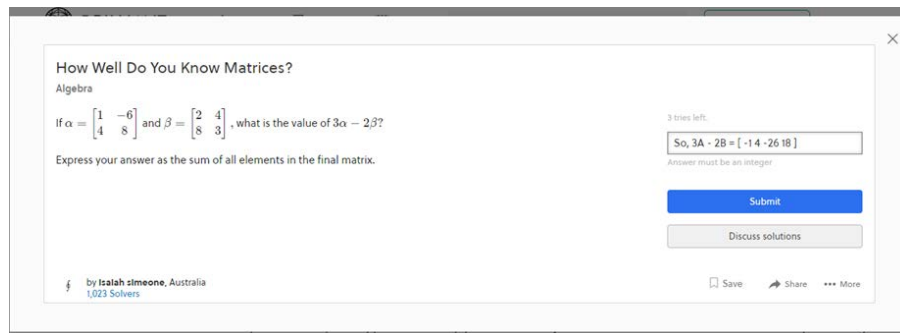 How Well Do You Know Matrices?
Algebra
If α = [1 -6 4 8] and β = [2 4 8 3], what is the value of 3α − 2β?
Express your answer as the sum of all elements in the final matrix.
3 tries left.
So, 3A - 2B = [ -1 4 -26 18 ]
Answer must be an integer
Submit
Discuss solutions
by Isaiah simeone, Australia
1,023 Solvers
Save
Share
••• More